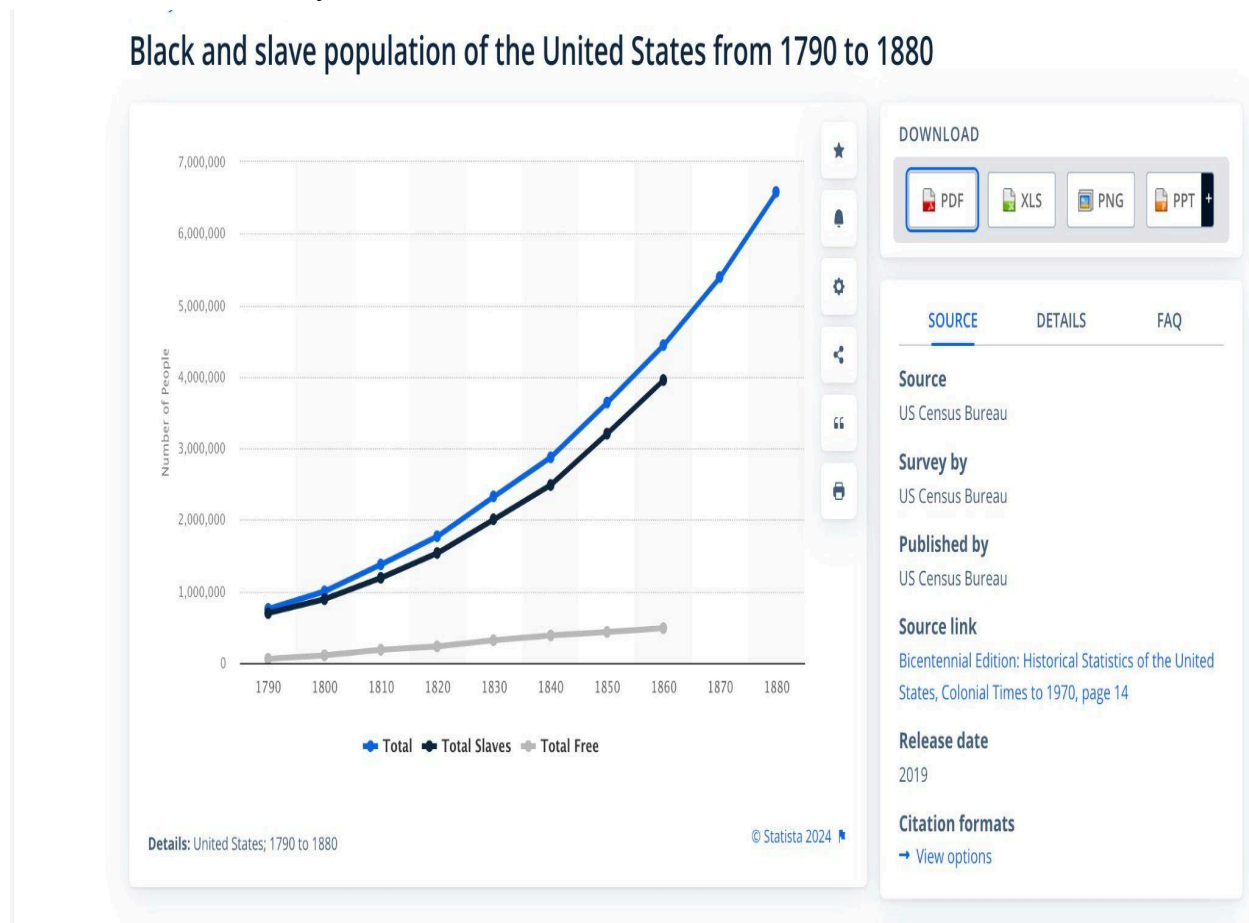 Black and slave population of the United States from 1790 to 1880
7,000,000
6,000,000
5,000,000
4,000,000
3,000,000
2,000,000
1,000,000
0
Number of People
1790 1800 1810 1820 1830 1840 1850 1860 1870 1880
Total Total Slaves Total Free
Details: United States; 1790 to 1880
© Statista 2024
DOWNLOAD
PDF XLS PNG PPT +
SOURCE DETAILS FAQ
Source
US Census Bureau
Survey by
US Census Bureau
Published by
US Census Bureau
Source link
Bicentennial Edition: Historical Statistics of the United
States, Colonial Times to 1970, page 14
Release date
2019
Citation formats
→ View options